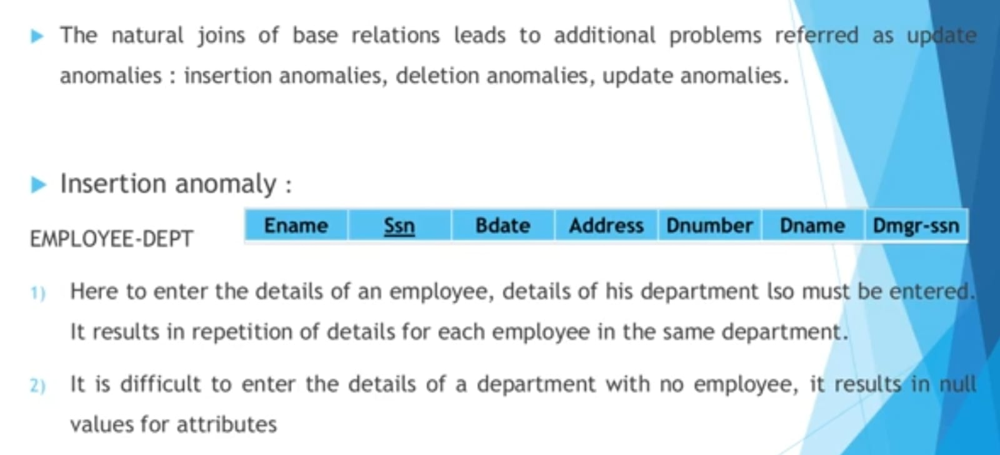 The natural joins of base relations leads to additional problems referred as update
anomalies : insertion anomalies, deletion anomalies, update anomalies.
Insertion anomaly :
EMPLOYEE-DEPT
Ename Ssn Bdate Address Dnumber Dname Dmgr-ssn
1) Here to enter the details of an employee, details of his department lso must be entered.
It results in repetition of details for each employee in the same department.
2) It is difficult to enter the details of a department with no employee, it results in null
values for attributes